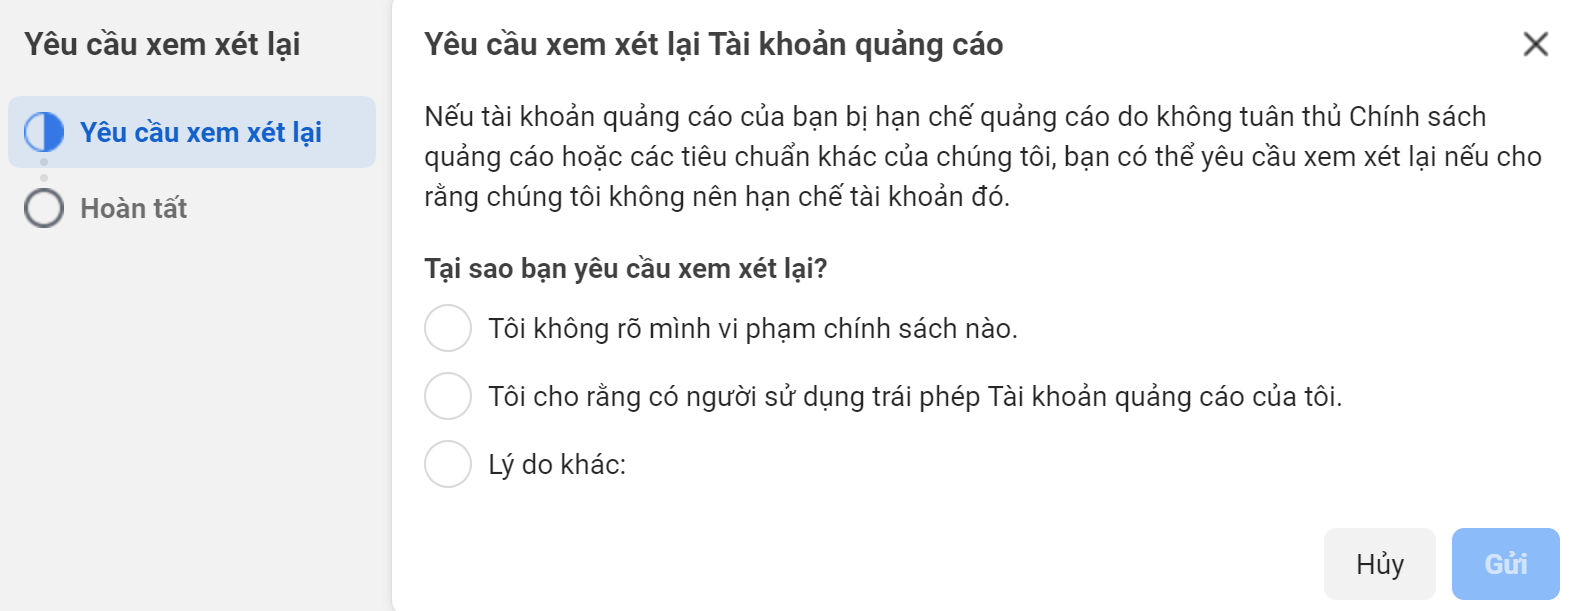 Yêu cầu xem xét lại
Yêu cầu xem xét lại
Hoàn tất
Yêu cầu xem xét lại Tài khoản quảng cáo
Nếu tài khoản quảng cáo của bạn bị hạn chế quảng cáo do không tuân thủ Chính sách
quảng cáo hoặc các tiêu chuẩn khác của chúng tôi, bạn có thể yêu cầu xem xét lại nếu cho
rằng chúng tôi không nên hạn chế tài khoản đó.
Tại sao bạn yêu cầu xem xét lại?
Tôi không rõ mình vi phạm chính sách nào.
Tôi cho rằng có người sử dụng trái phép Tài khoản quảng cáo của tôi.
Lý do khác:
Hủy
Gửi